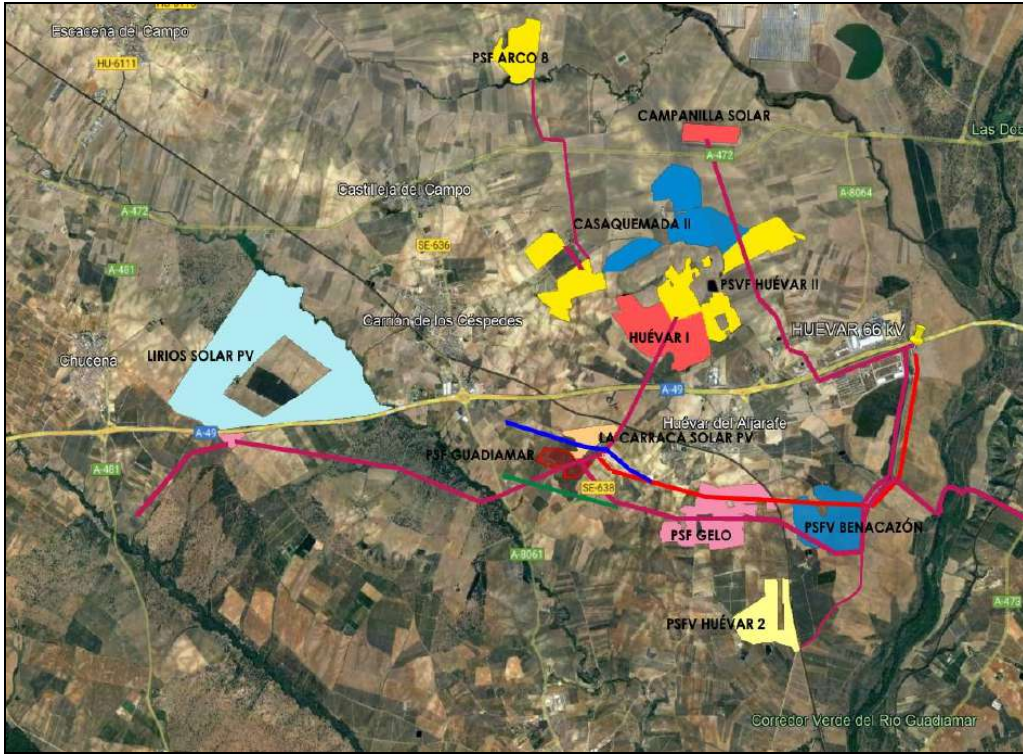 Escacena del Campo
HU-6111
PSF ARCO 8
CAMPANILLA SOLAR
Las Dob
A-472
A-8064
Castilleja del Campo
A-472
CASAQUEMADA II
SE-636
A-481
PSVF HUÉVAR II
Carrión de los Céspedes
HUÉVAR I
HUEVAR 66 kV
LIRIOS SOLAR PV
Chucena
A-49
Huévar del Aljarafe
A-49
LA CARRACA SOLAR PV
PSF GUADIAMAR
A-481
SE-638
PSF GELO
PSFV BENACAZÓN
A-8061
A-473
PSFV HUÉVAR 2
Corredor Verde del Río Guadiamar